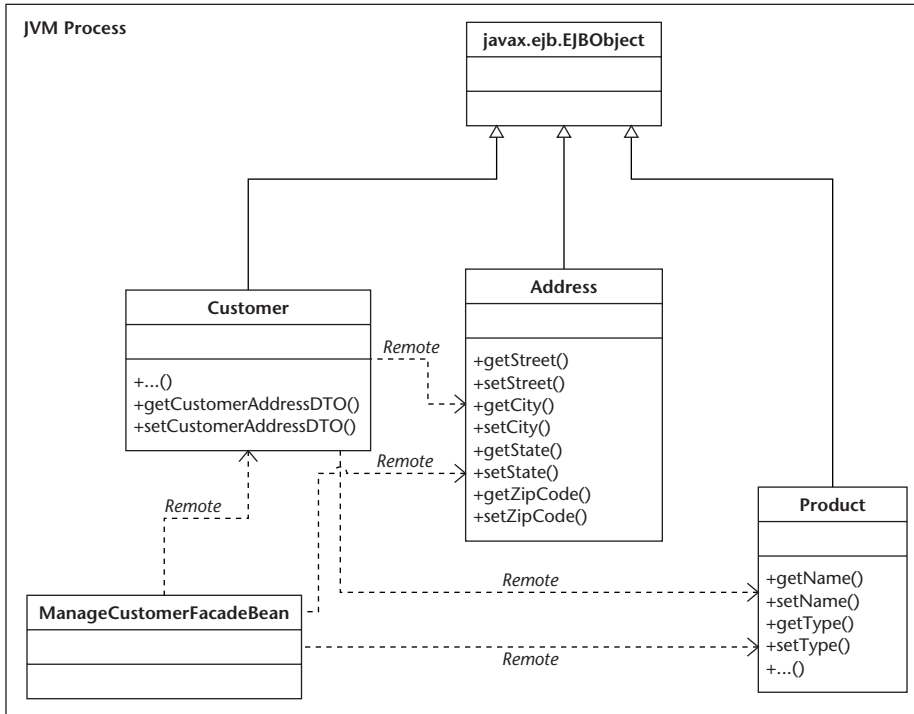 JVM Process
javax.ejb.EJBObject
Customer
+...()
+getCustomerAddressDTO()
+setCustomerAddressDTO()
Remote
Address
+getStreet()
+setStreet()
+getCity()
+setCity()
+getState()
+setState()
+getZipCode()
+setZipCode()
Remote
Remote
Product
+getName()
+setName()
+getType()
+setType()
+...()
Remote
ManageCustomerFacadeBean
Remote